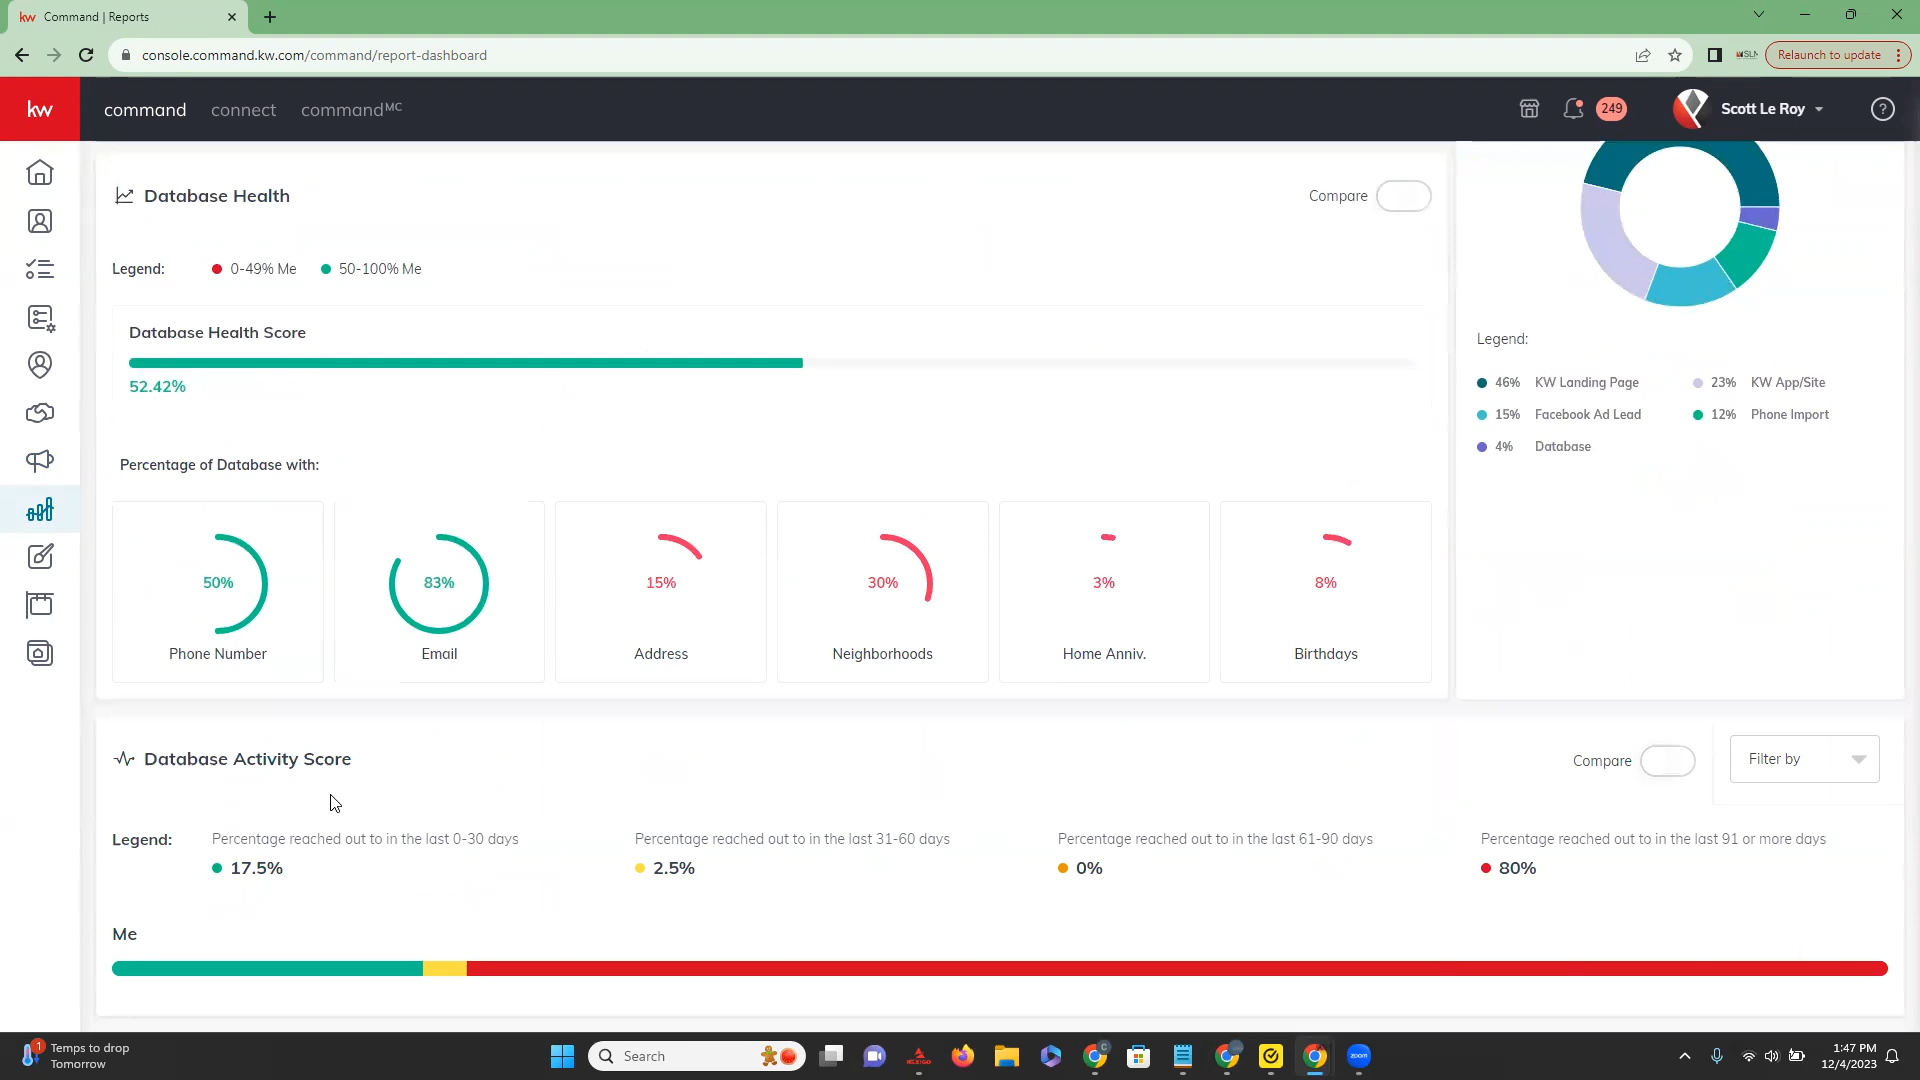 kw Command | Reports
console.command.kw.com/command/report-dashboard
Relaunch to update
kw command connect command MC 249 Scott Le Roy ?
Database Health Compare
Legend: 0-49% Me 50-100% Me
Database Health Score
52.42%
Percentage of Database with:
50% 83% 15% 30% 3% 8%
Phone Number Email Address Neighborhoods Home Anniv. Birthdays
Legend:
46% KW Landing Page 23% KW App/Site
15% Facebook Ad Lead 12% Phone Import
4% Database
Database Activity Score Compare Filter by
Legend: Percentage reached out to in the last 0-30 days Percentage reached out to in the last 31-60 days Percentage reached out to in the last 61-90 days Percentage reached out to in the last 91 or more days
17.5% 2.5% 0% 80%
Me
1 Temps to drop
Tomorrow
Search
zoom
1:47 PM
12/4/2023